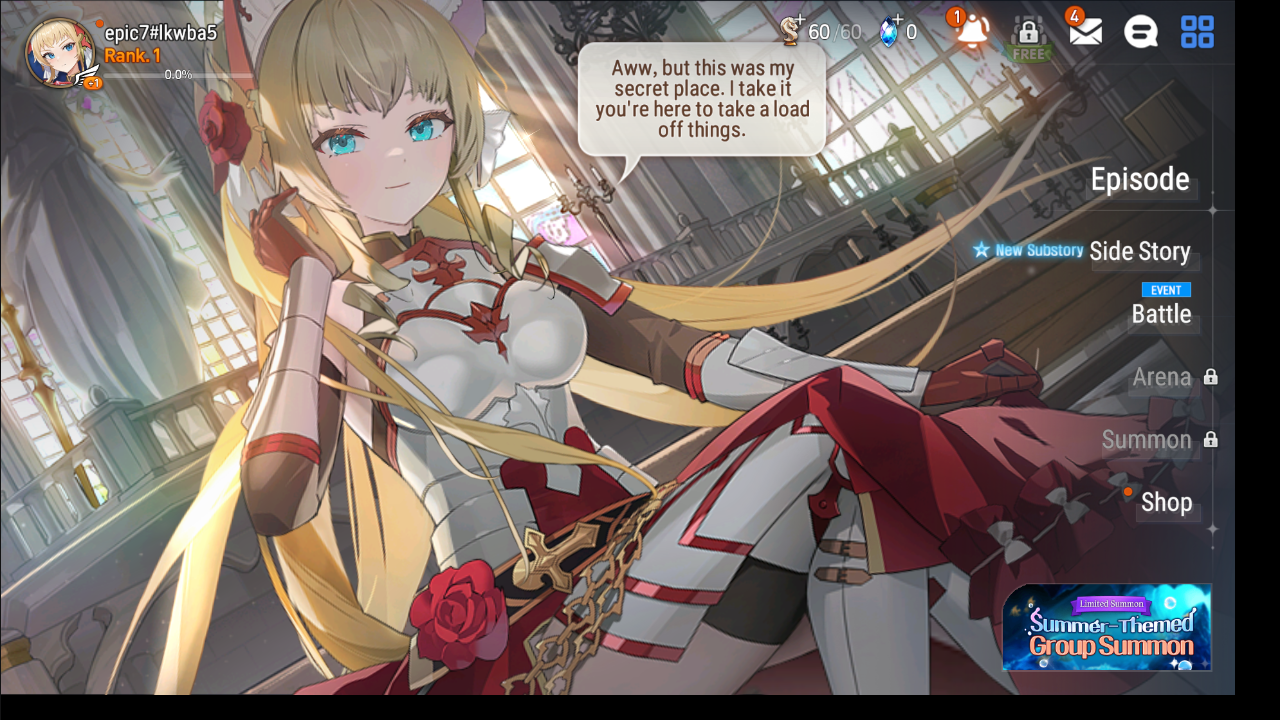 epic7#lkwba5
Rank. 1
0.0%
+1
60/60
0
1
FREE
4
Aww, but this was my
secret place. I take it
you're here to take a load
off things.
Episode
New Substory Side Story
EVENT
Battle
Arena
Summon
Shop
Limited Summon
Summer-Themed
Group Summon